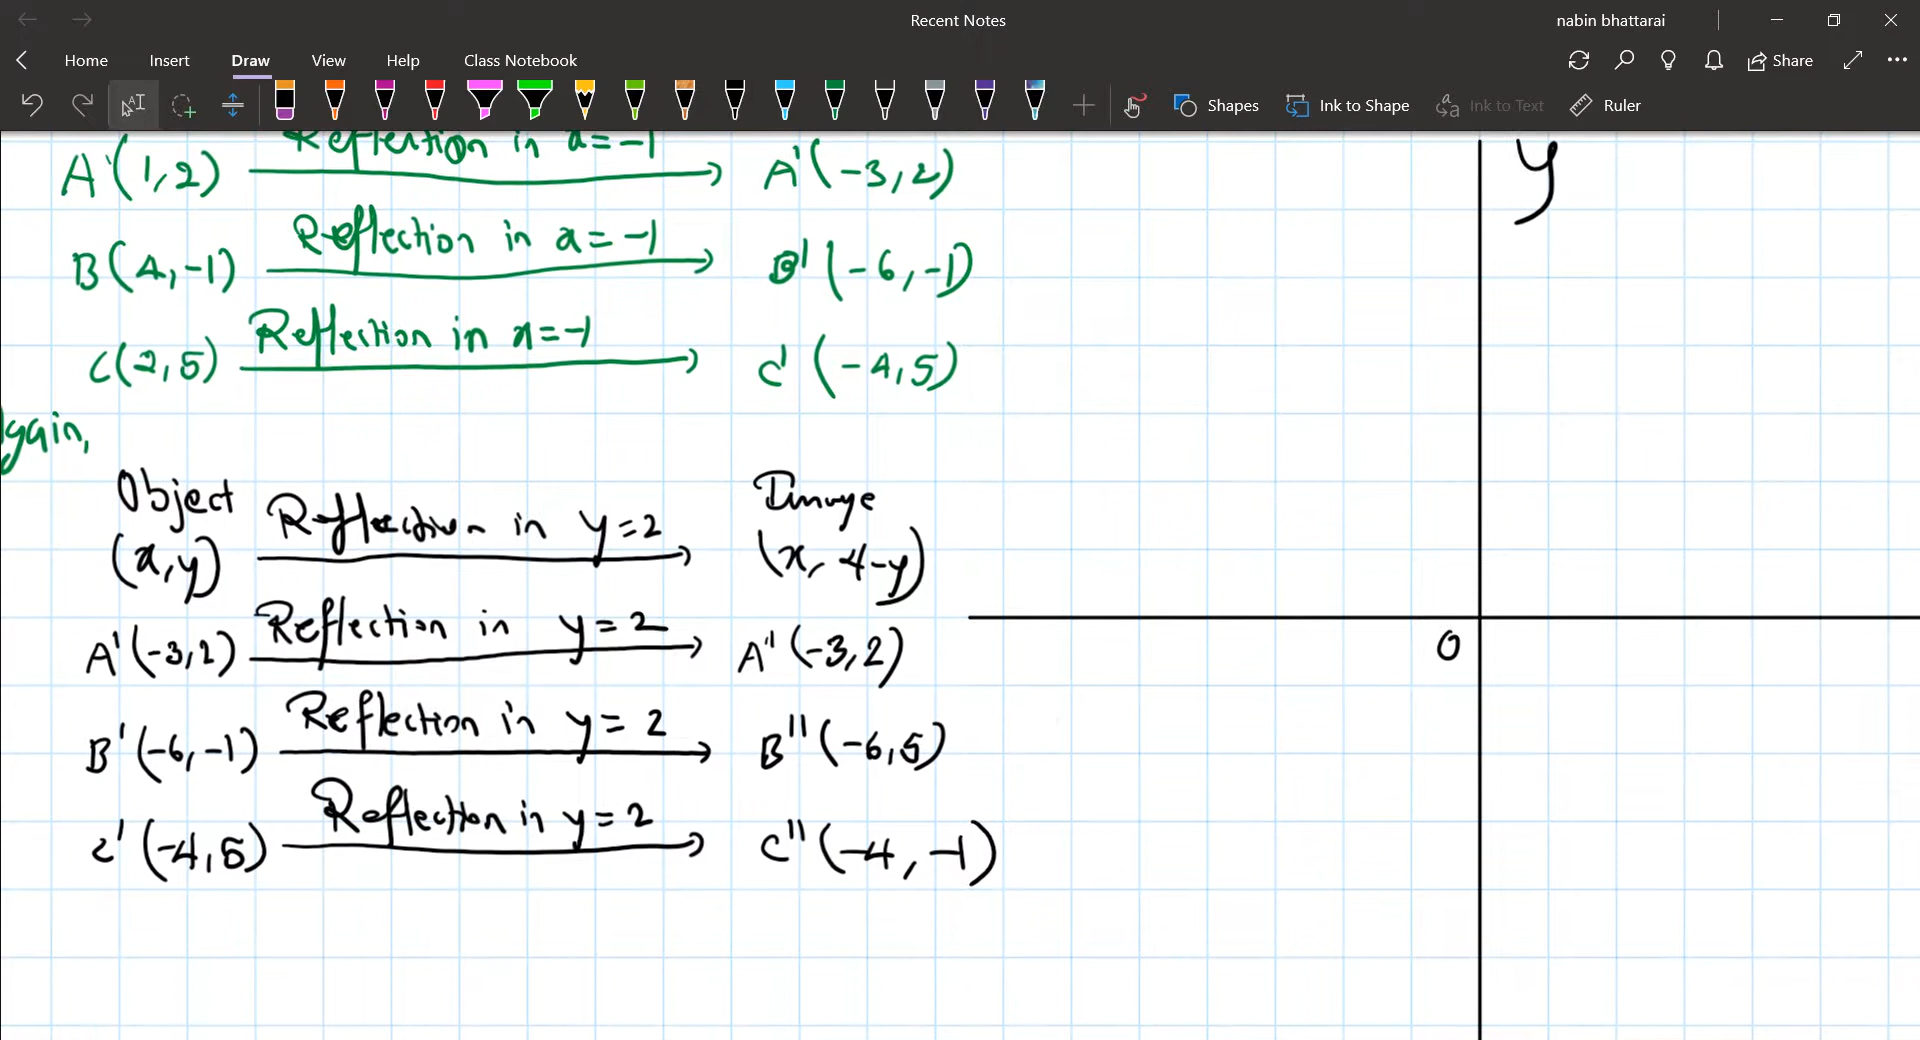 Recent Notes
nabin bhattarai
Home Insert Draw View Help Class Notebook
Share
Shapes Ink to Shape Ink to Text Ruler
Reflection in x=-1
A(1,2) A'(-3,2)
Reflection in x=-1
B(4,-1) B'(-6,-1)
Reflection in x=-1
C(2,5) C'(-4,5)
Again,
Object Reflection in y=2 Image
(x,y) (x, 4-y)
Reflection in y=2
A'(-3,2) A''(-3,2)
Reflection in y=2
B'(-6,-1) B''(-6,5)
Reflection in y=2
C'(-4,5) C''(-4,-1)
y
O